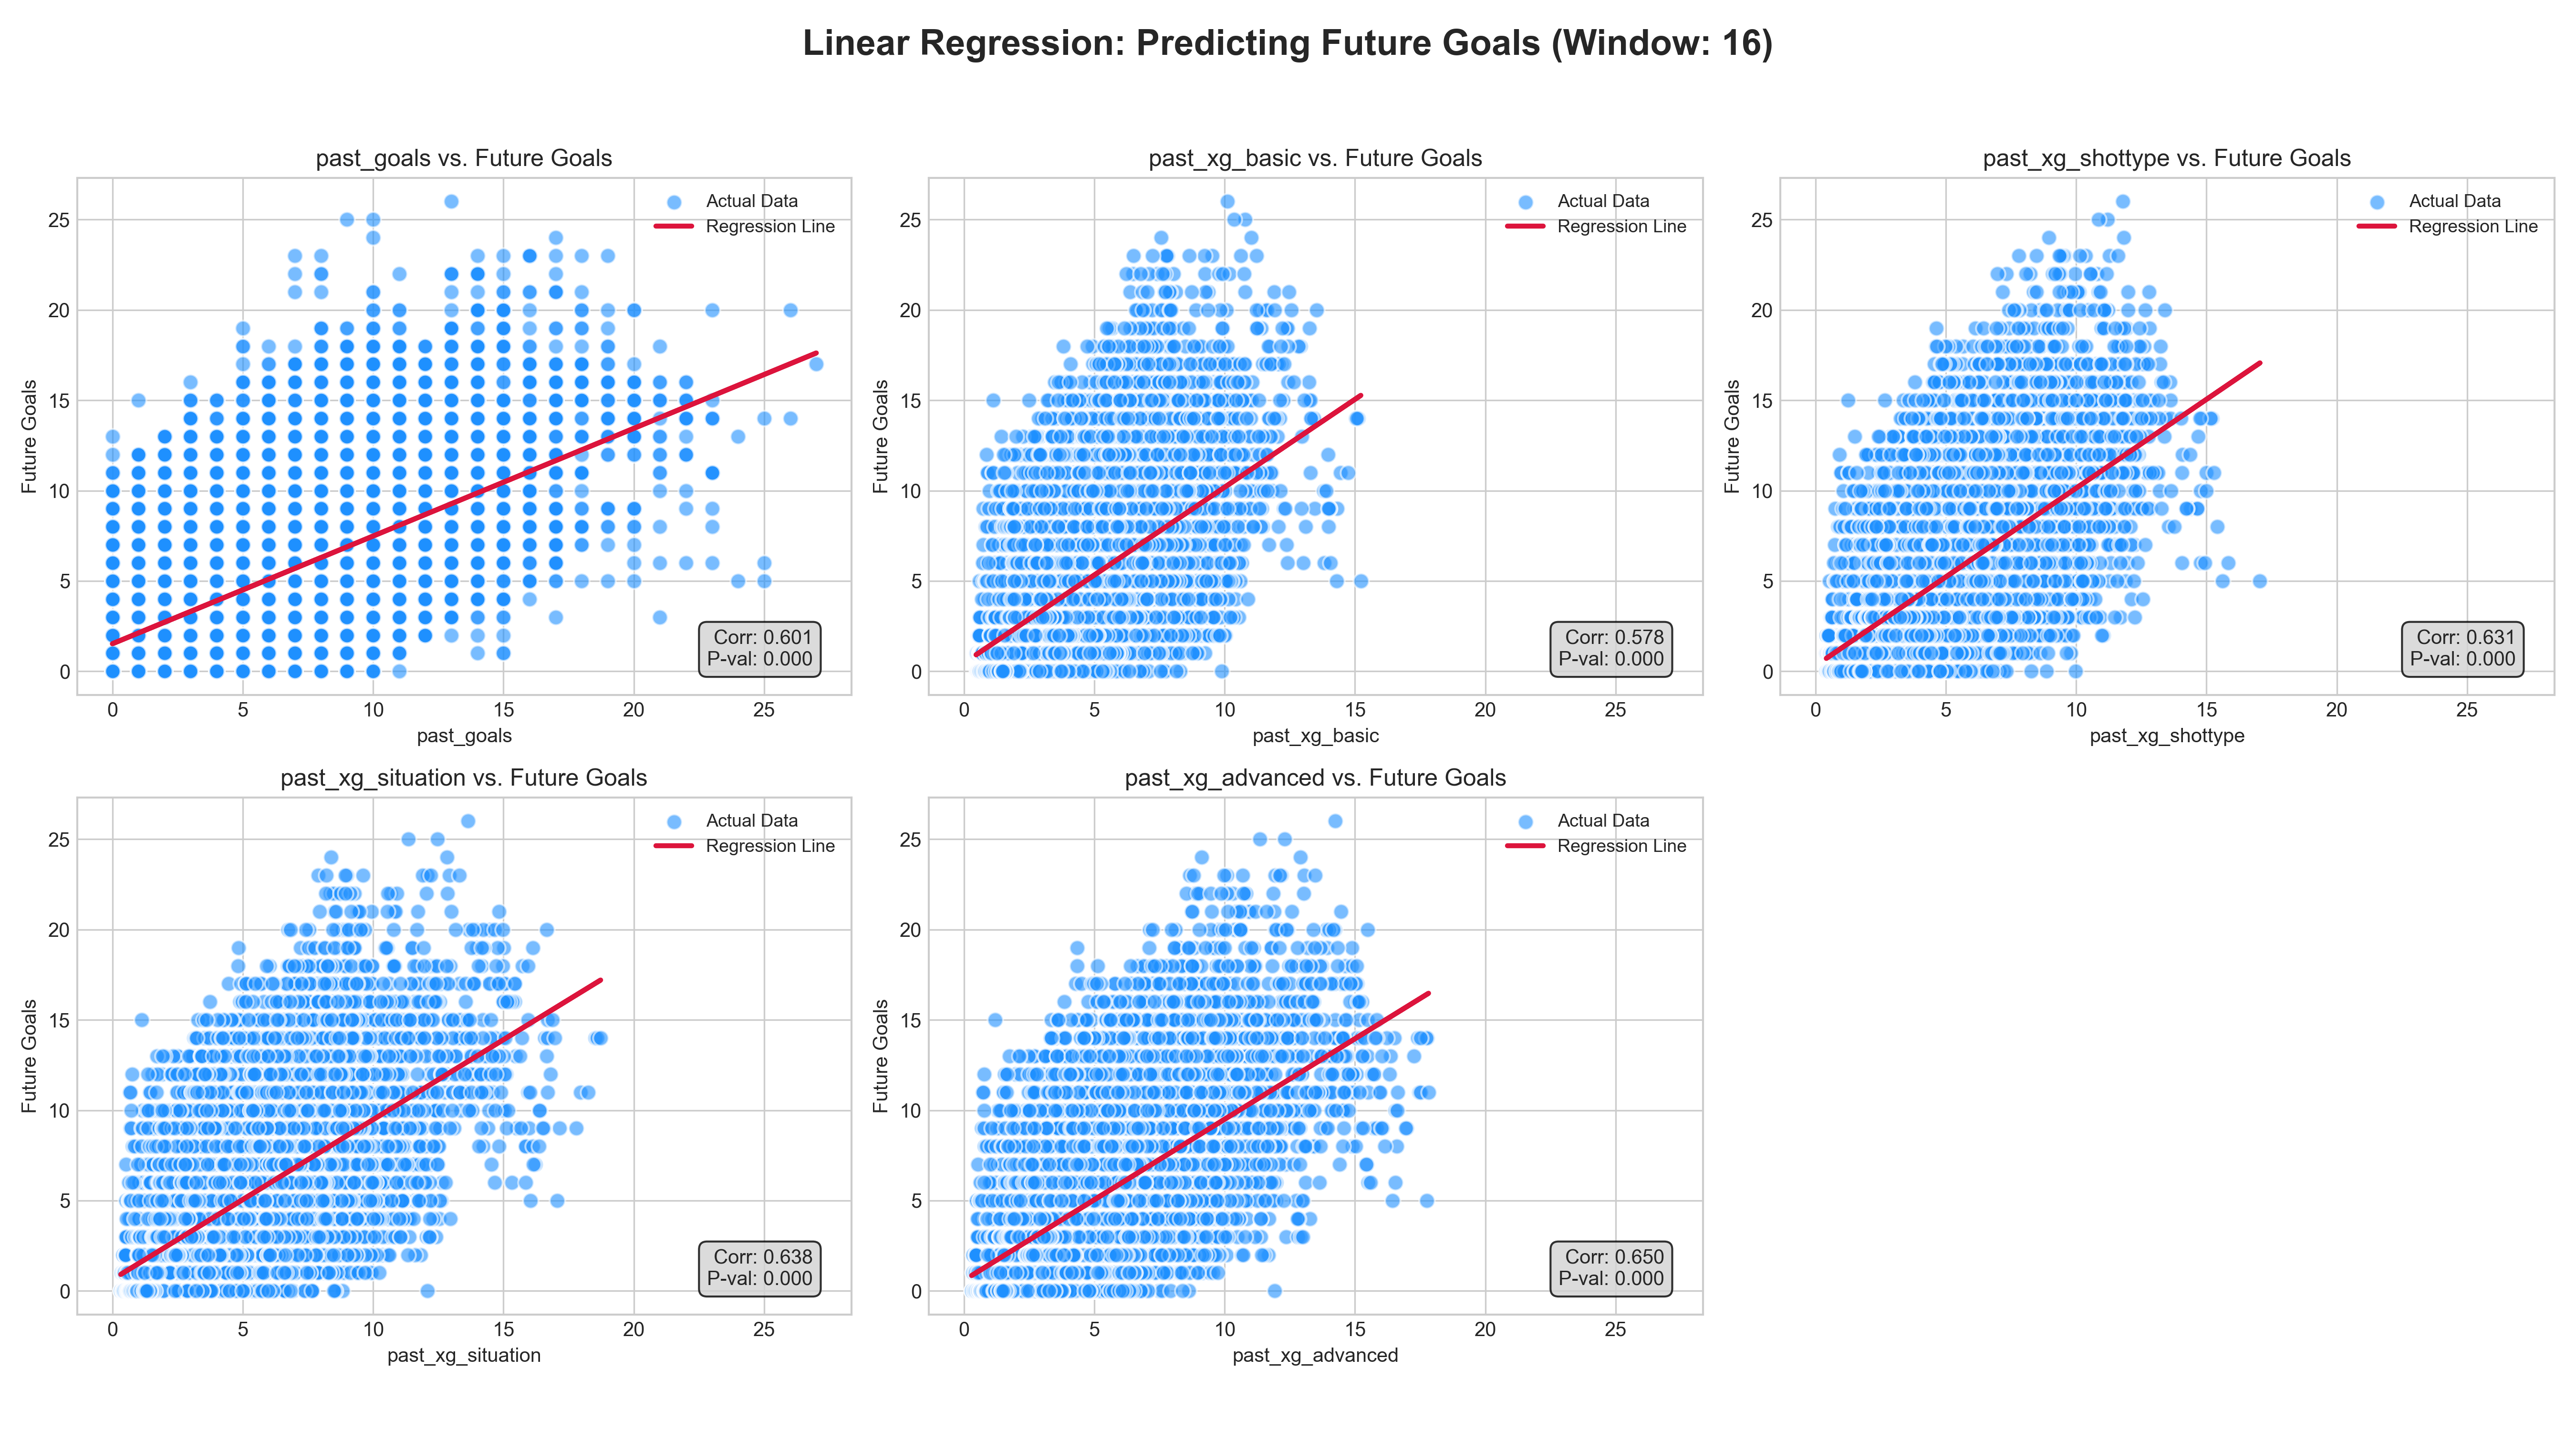 Linear Regression: Predicting Future Goals (Window: 16)
past_goals vs. Future Goals
Actual Data
Regression Line
25
20
15
10
5
0
Future Goals
Corr: 0.601
P-val: 0.000
0 5 10 15 20 25
past_goals
past_xg_basic vs. Future Goals
Actual Data
Regression Line
25
20
15
10
5
0
Future Goals
Corr: 0.578
P-val: 0.000
0 5 10 15 20 25
past_xg_basic
past_xg_shottype vs. Future Goals
Actual Data
Regression Line
25
20
15
10
5
0
Future Goals
Corr: 0.631
P-val: 0.000
0 5 10 15 20 25
past_xg_shottype
past_xg_situation vs. Future Goals
Actual Data
Regression Line
25
20
15
10
5
0
Future Goals
Corr: 0.638
P-val: 0.000
0 5 10 15 20 25
past_xg_situation
past_xg_advanced vs. Future Goals
Actual Data
Regression Line
25
20
15
10
5
0
Future Goals
Corr: 0.650
P-val: 0.000
0 5 10 15 20 25
past_xg_advanced